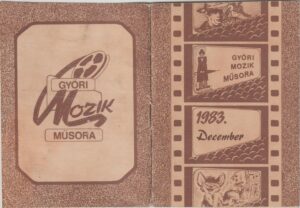 GYŐRI
MOZIK
MŰSORA
GYŐRI
MOZIK
MŰSORA
1983.
December